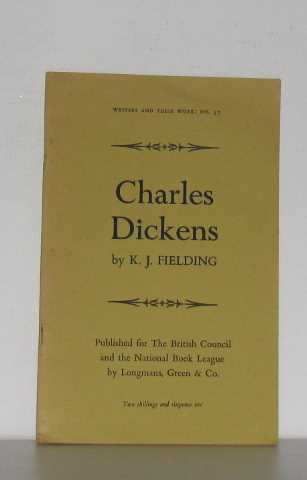 WRITERS AND THEIR WORK: NO. 37
Charles
Dickens
by K. J. FIELDING
Published for The British Council
and the National Book League
by Longmans, Green & Co.
Two shillings and sixpence net